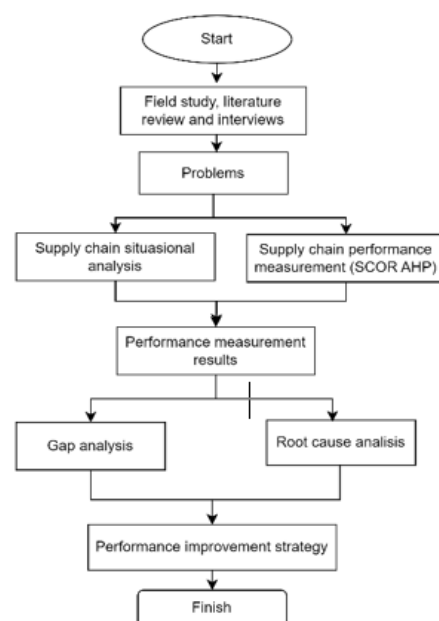 Start
Field study, literature
review and interviews
Problems
Supply chain situasional
analysis
Supply chain performance
measurement (SCOR AHP)
Performance measurement
results
Gap analysis
Root cause analisis
Performance improvement strategy
Finish